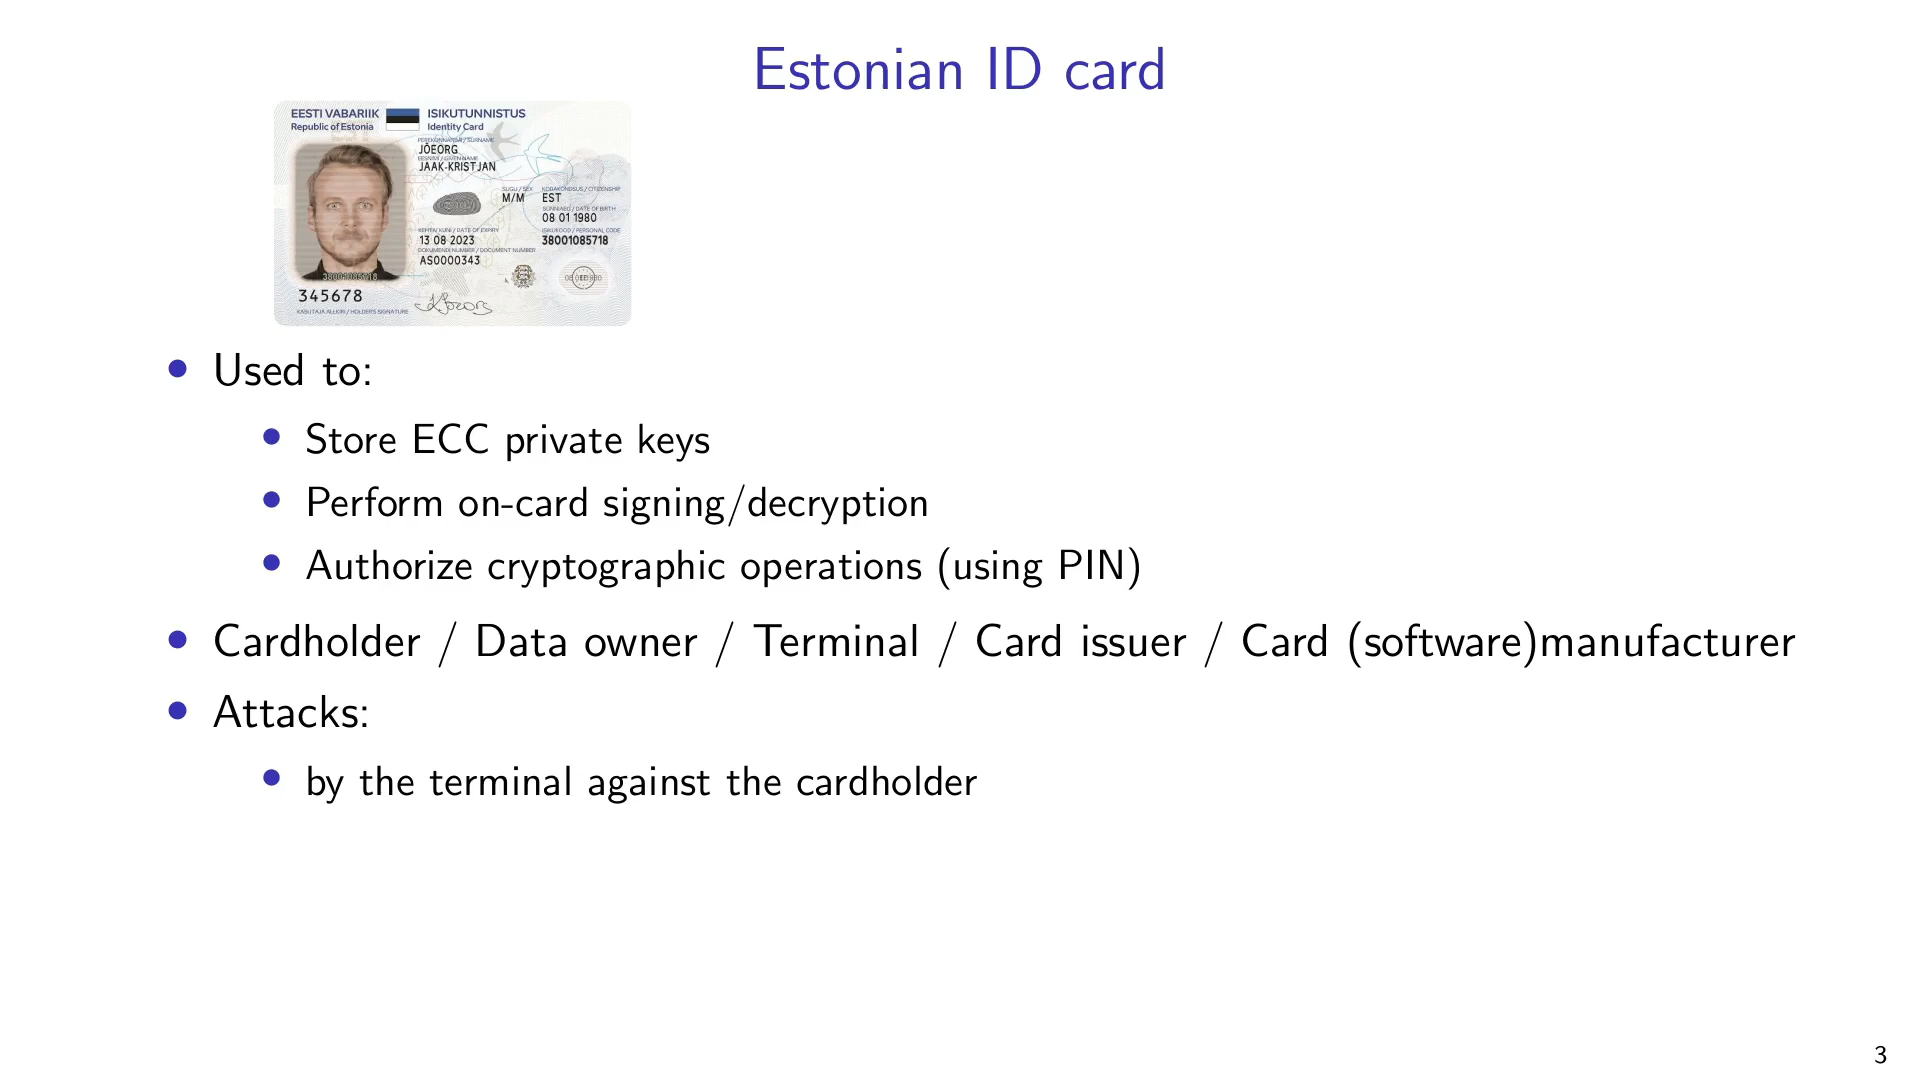 Estonian ID card
EESTI VABARIIK ISIKUTUNNISTUS
Republic of Estonia Identity Card
PEREKONNANIMI / SURNAME
JÕEORG
EESNIMI / GIVEN NAME
JAAK-KRISTJAN
SUGU / SEX KODAKONDSUS / CITIZENSHIP
M/M EST
SÜNNIAEG / DATE OF BIRTH
08 01 1980
KEHTIV KUNI / DATE OF EXPIRY ISIKUKOOD / PERSONAL CODE
13 08 2023 38001085718
DOKUMENDI NUMBER / DOCUMENT NUMBER
AS0000343
38001085718
345678
KASUTAJA ALLKIRI / HOLDER'S SIGNATURE
• Used to:
• Store ECC private keys
• Perform on-card signing/decryption
• Authorize cryptographic operations (using PIN)
• Cardholder / Data owner / Terminal / Card issuer / Card (software)manufacturer
• Attacks:
• by the terminal against the cardholder
3